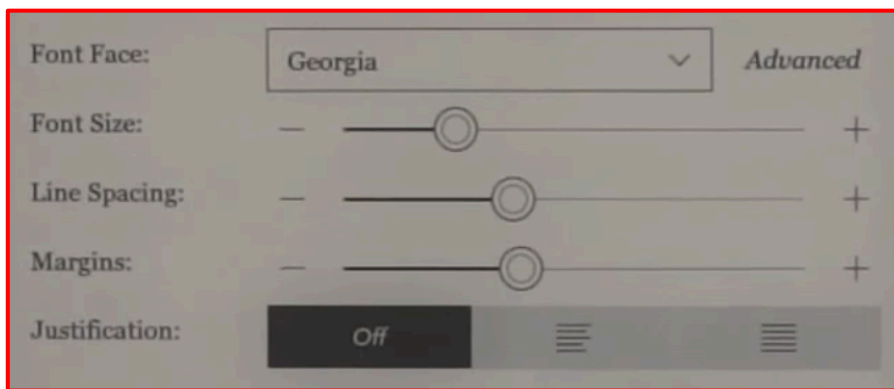 Font Face: Georgia Advanced
Font Size: − +
Line Spacing: − +
Margins: − +
Justification: Off